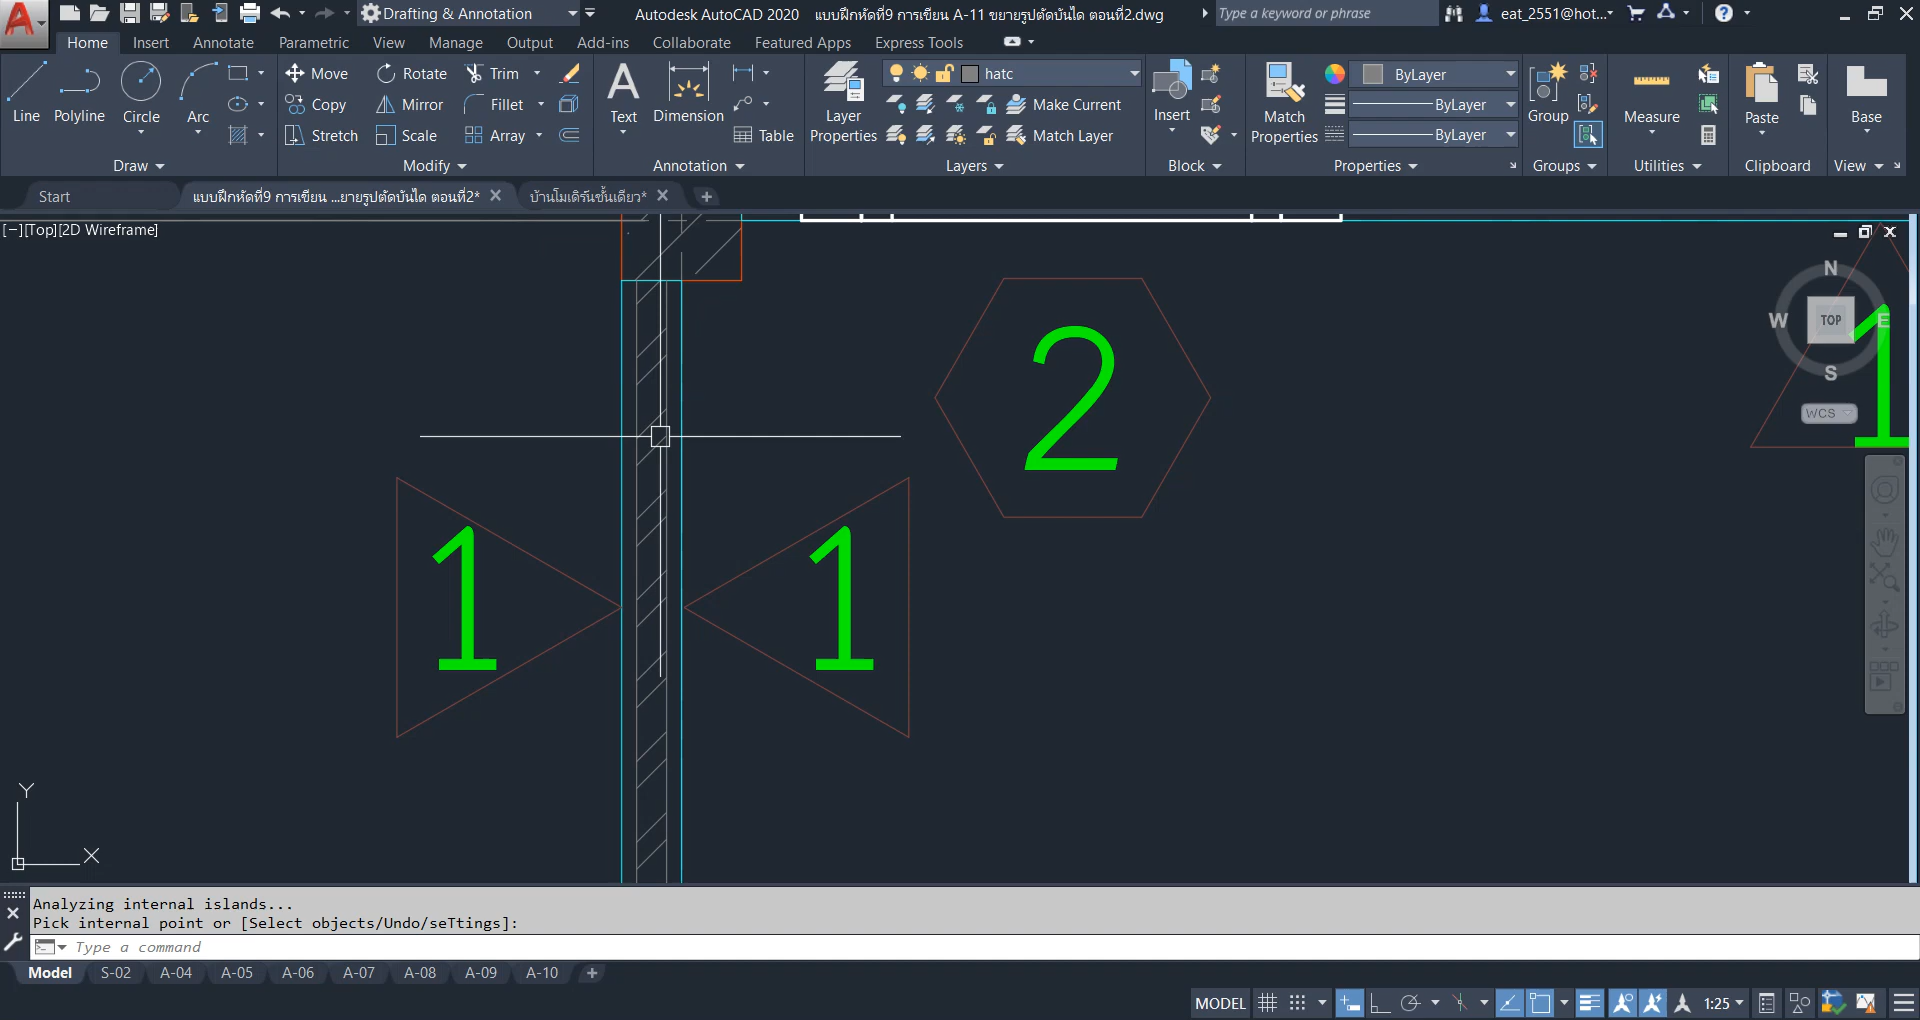 Drafting & Annotation
Autodesk AutoCAD 2020 แบบฝึกหัดที่9 การเขียน A-11 ขยายรูปตัดบันได ตอนที่2.dwg
Type a keyword or phrase
eat_2551@hot...
Home Insert Annotate Parametric View Manage Output Add-ins Collaborate Featured Apps Express Tools
Line Polyline Circle Arc
Move Rotate Trim
Copy Mirror Fillet
Stretch Scale Array
Text Dimension Table
Layer Properties
hatc
Make Current
Match Layer
Insert
Match Properties
ByLayer
ByLayer
ByLayer
Group
Measure
Paste
Base
Draw Modify Annotation Layers Block Properties Groups Utilities Clipboard View
Start
แบบฝึกหัดที่9 การเขียน ...ยายรูปตัดบันได ตอนที่2*
บ้านโมเดิร์นชั้นเดียว*
[−][Top][2D Wireframe]
N
W TOP E
S
WCS
2
1
1
1
Y
X
Analyzing internal islands...
Pick internal point or [Select objects/Undo/seTtings]:
Type a command
Model S-02 A-04 A-05 A-06 A-07 A-08 A-09 A-10
MODEL
1:25